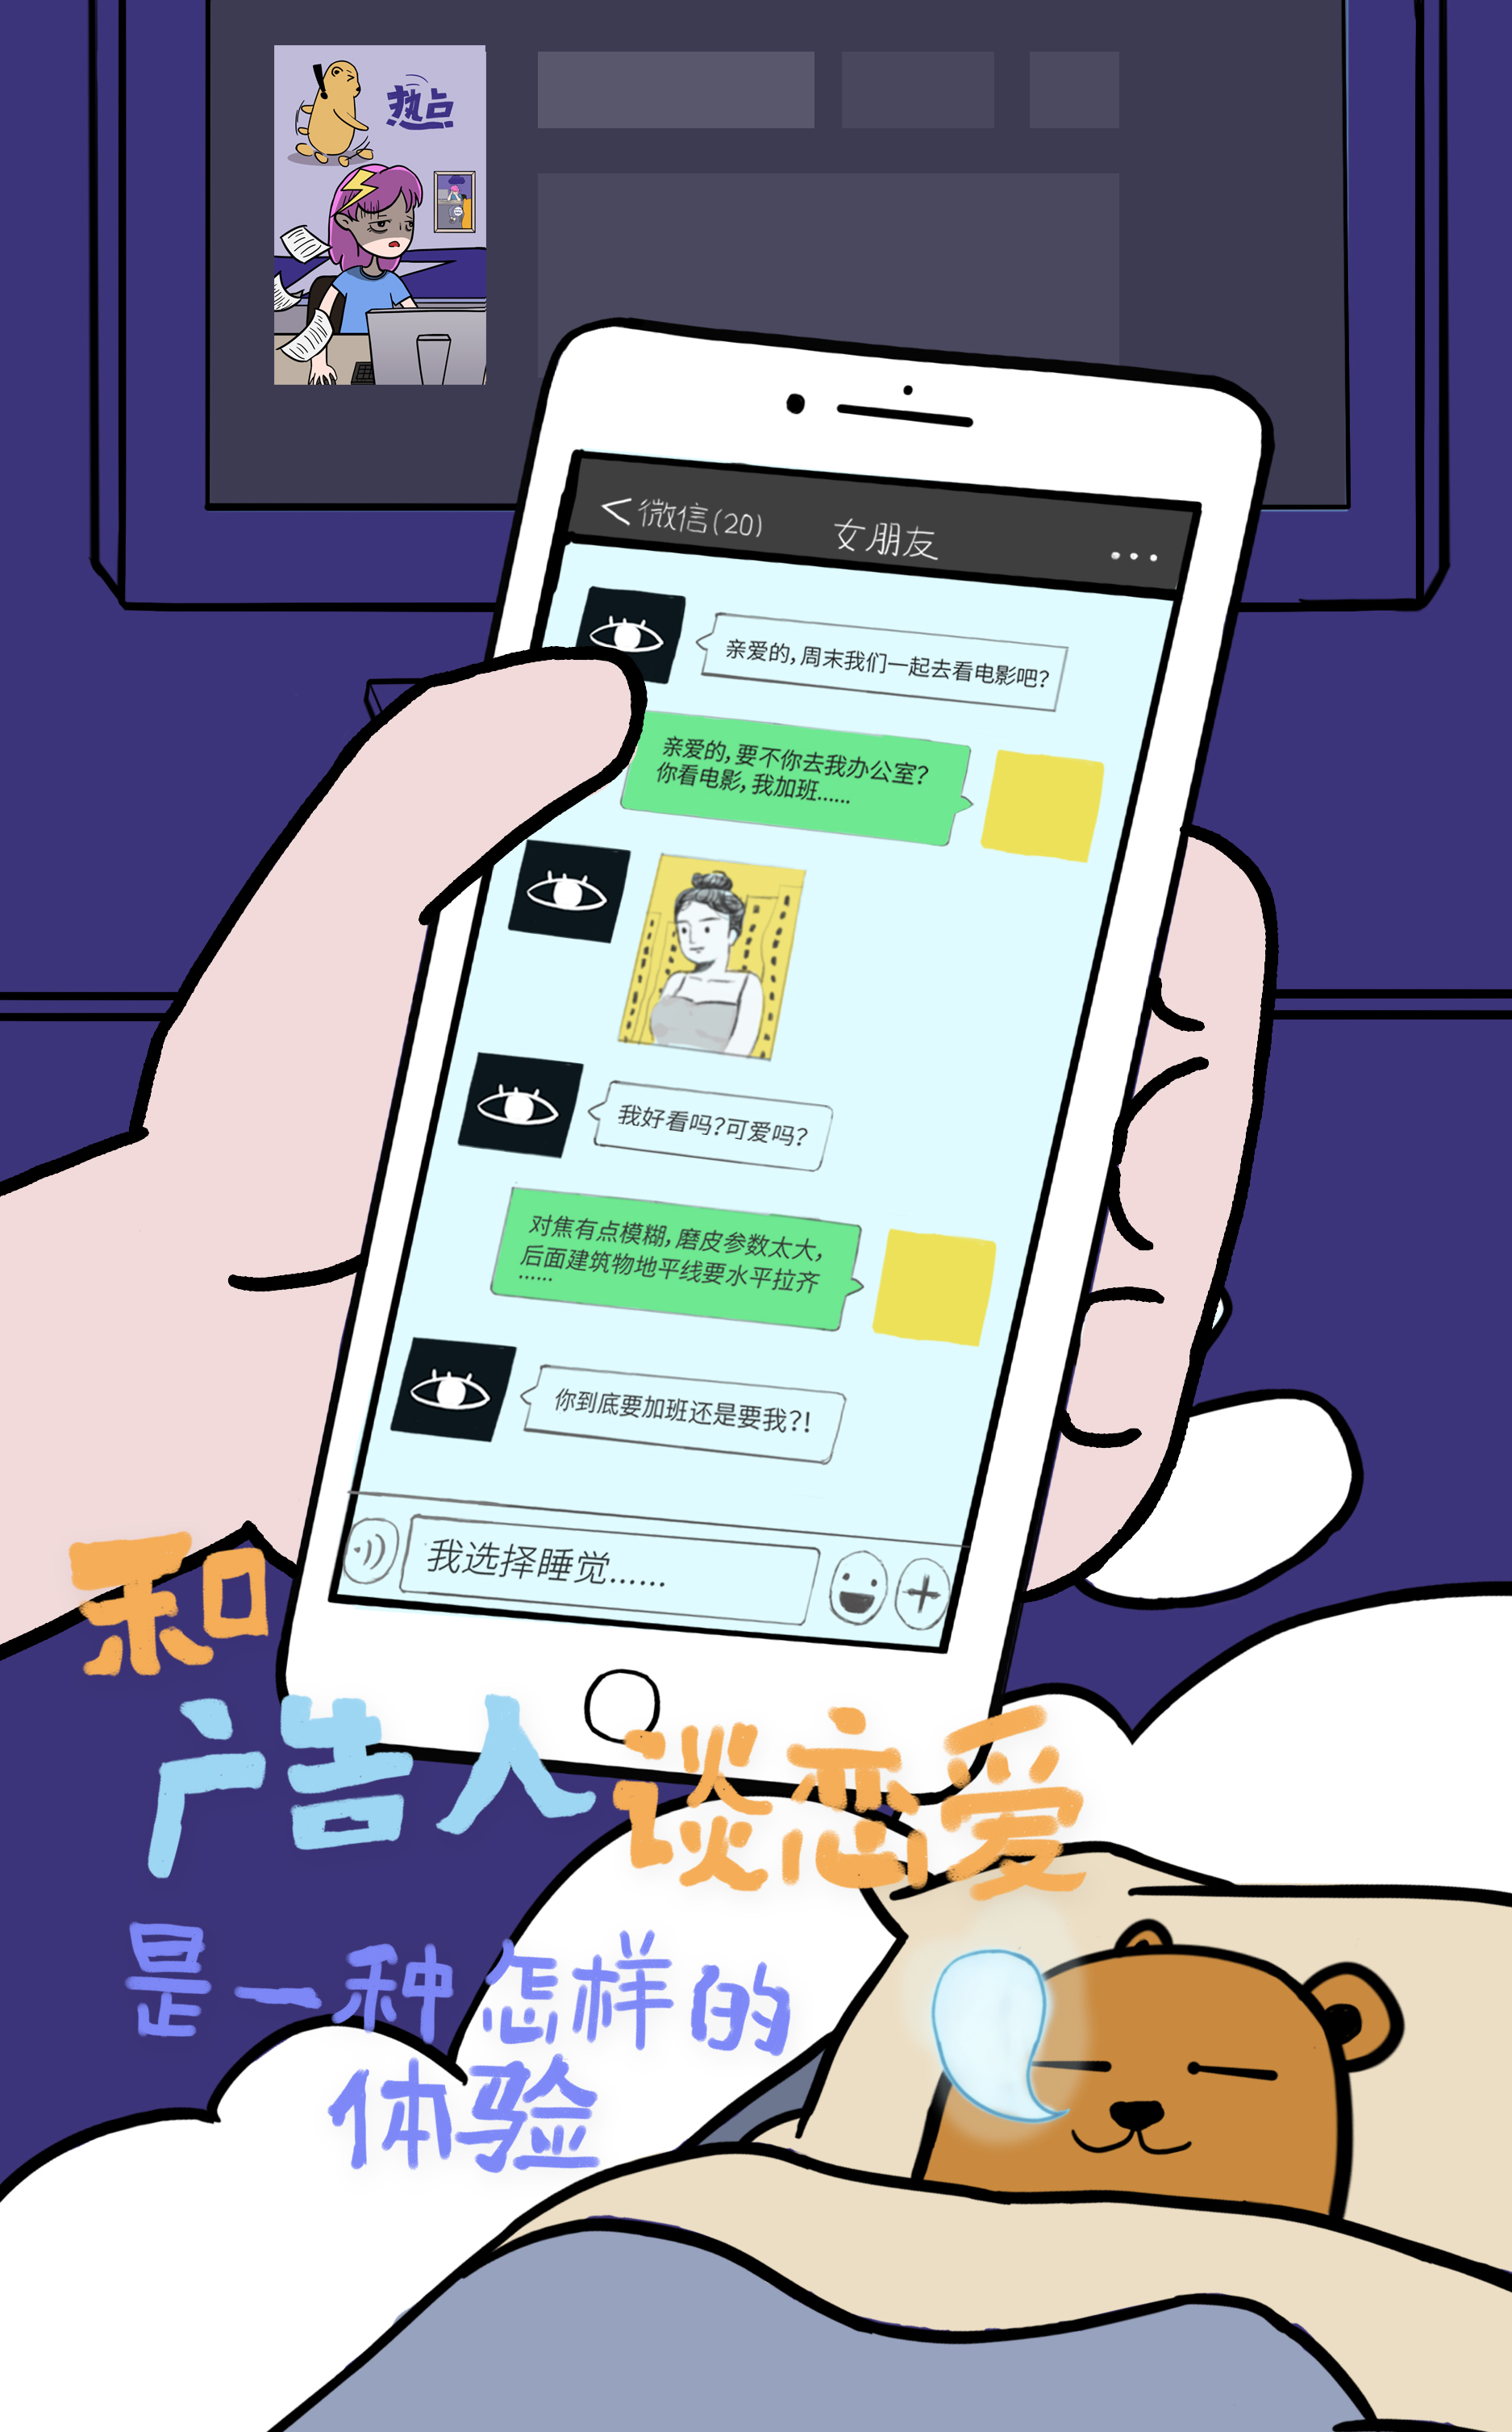 热点
微信(20) 女朋友
亲爱的,周末我们一起去看电影吧?
亲爱的,要不你去我办公室?
你看电影,我加班……
我好看吗?可爱吗?
对焦有点模糊,磨皮参数太大,
后面建筑物地平线要水平拉齐
……
你到底要加班还是要我?!
我选择睡觉……
和
广告人谈恋爱
是一种怎样的
体验